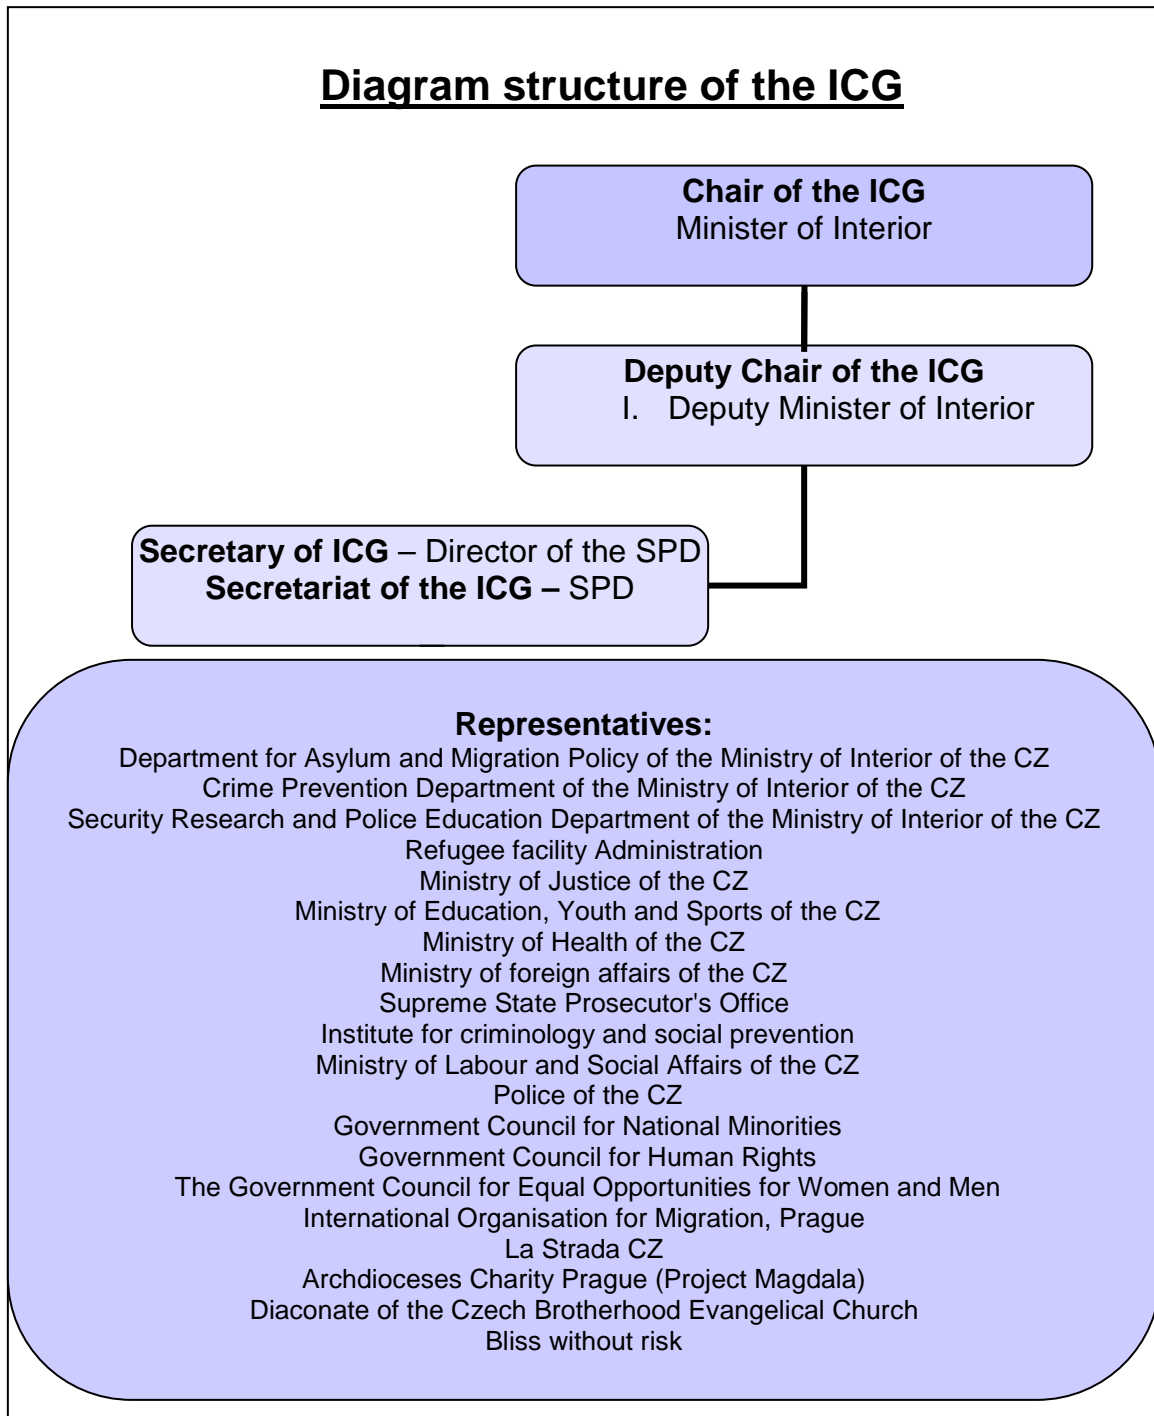 Diagram structure of the ICG
Chair of the ICG
Minister of Interior
Deputy Chair of the ICG
I. Deputy Minister of Interior
Secretary of ICG – Director of the SPD
Secretariat of the ICG – SPD
Representatives:
Department for Asylum and Migration Policy of the Ministry of Interior of the CZ
Crime Prevention Department of the Ministry of Interior of the CZ
Security Research and Police Education Department of the Ministry of Interior of the CZ
Refugee facility Administration
Ministry of Justice of the CZ
Ministry of Education, Youth and Sports of the CZ
Ministry of Health of the CZ
Ministry of foreign affairs of the CZ
Supreme State Prosecutor's Office
Institute for criminology and social prevention
Ministry of Labour and Social Affairs of the CZ
Police of the CZ
Government Council for National Minorities
Government Council for Human Rights
The Government Council for Equal Opportunities for Women and Men
International Organisation for Migration, Prague
La Strada CZ
Archdioceses Charity Prague (Project Magdala)
Diaconate of the Czech Brotherhood Evangelical Church
Bliss without risk